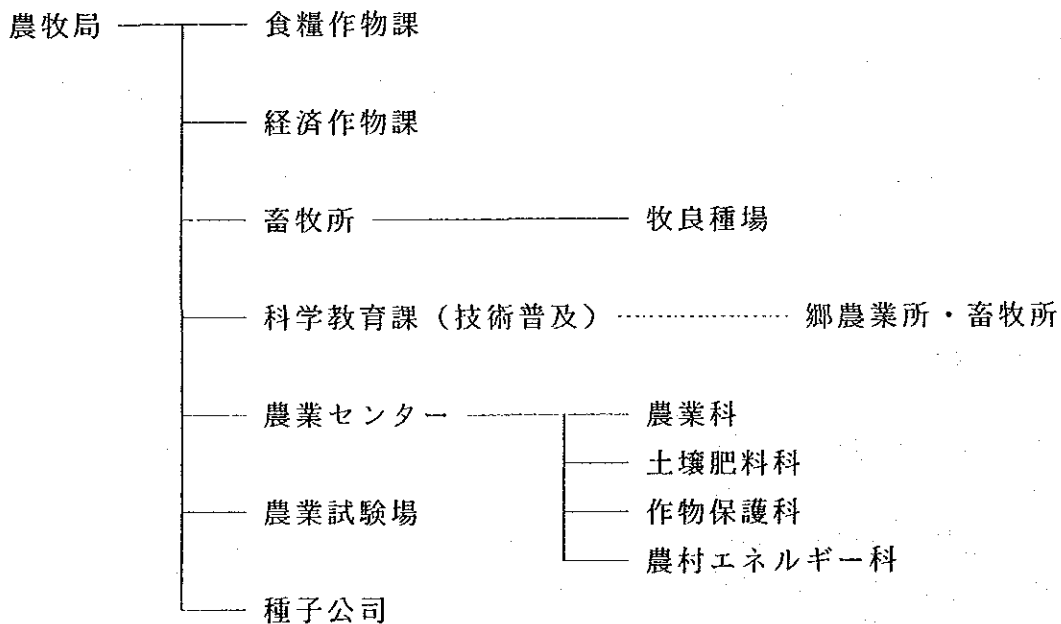 農牧局 食糧作物課
経済作物課
畜牧所 牧良種場
科学教育課(技術普及) 郷農業所・畜牧所
農業センター 農業科
土壌肥料科
農業試験場 作物保護科
農村エネルギー科
種子公司